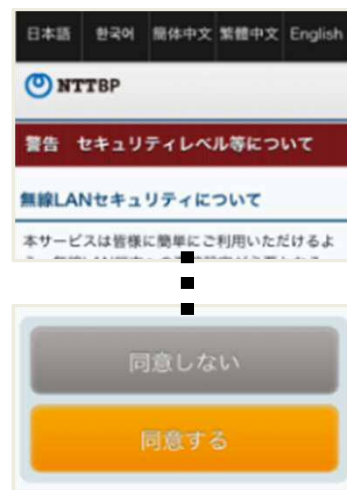 日本語 한국어 簡体中文 繁體中文 English
NTTBP
警告 セキュリティレベル等について
無線LANセキュリティについて
本サービスは皆様に簡単にご利用いただけるよ
同意しない
同意する